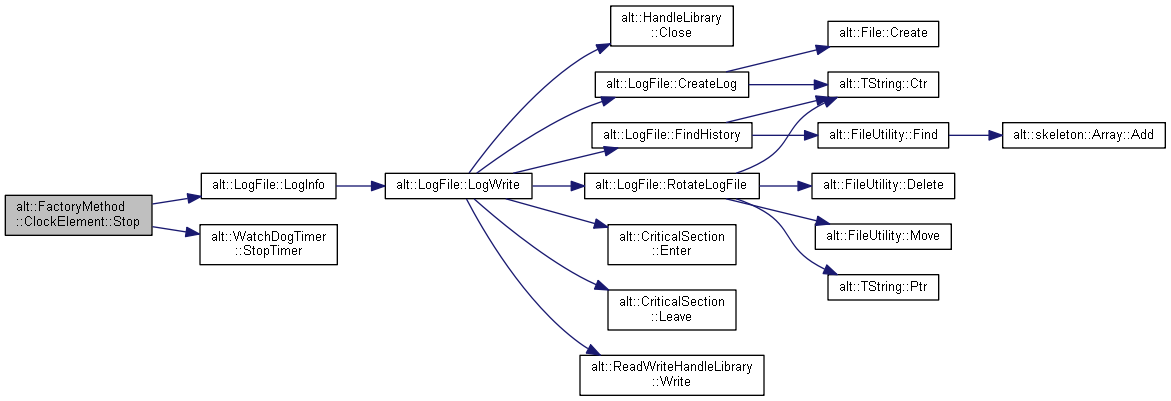 alt::FactoryMethod
::ClockElement::Stop
alt::LogFile::LogInfo
alt::WatchDogTimer
::StopTimer
alt::LogFile::LogWrite
alt::HandleLibrary
::Close
alt::LogFile::CreateLog
alt::LogFile::FindHistory
alt::LogFile::RotateLogFile
alt::CriticalSection
::Enter
alt::CriticalSection
::Leave
alt::ReadWriteHandleLibrary
::Write
alt::File::Create
alt::TString::Ctr
alt::FileUtility::Find
alt::FileUtility::Delete
alt::FileUtility::Move
alt::TString::Ptr
alt::skeleton::Array::Add